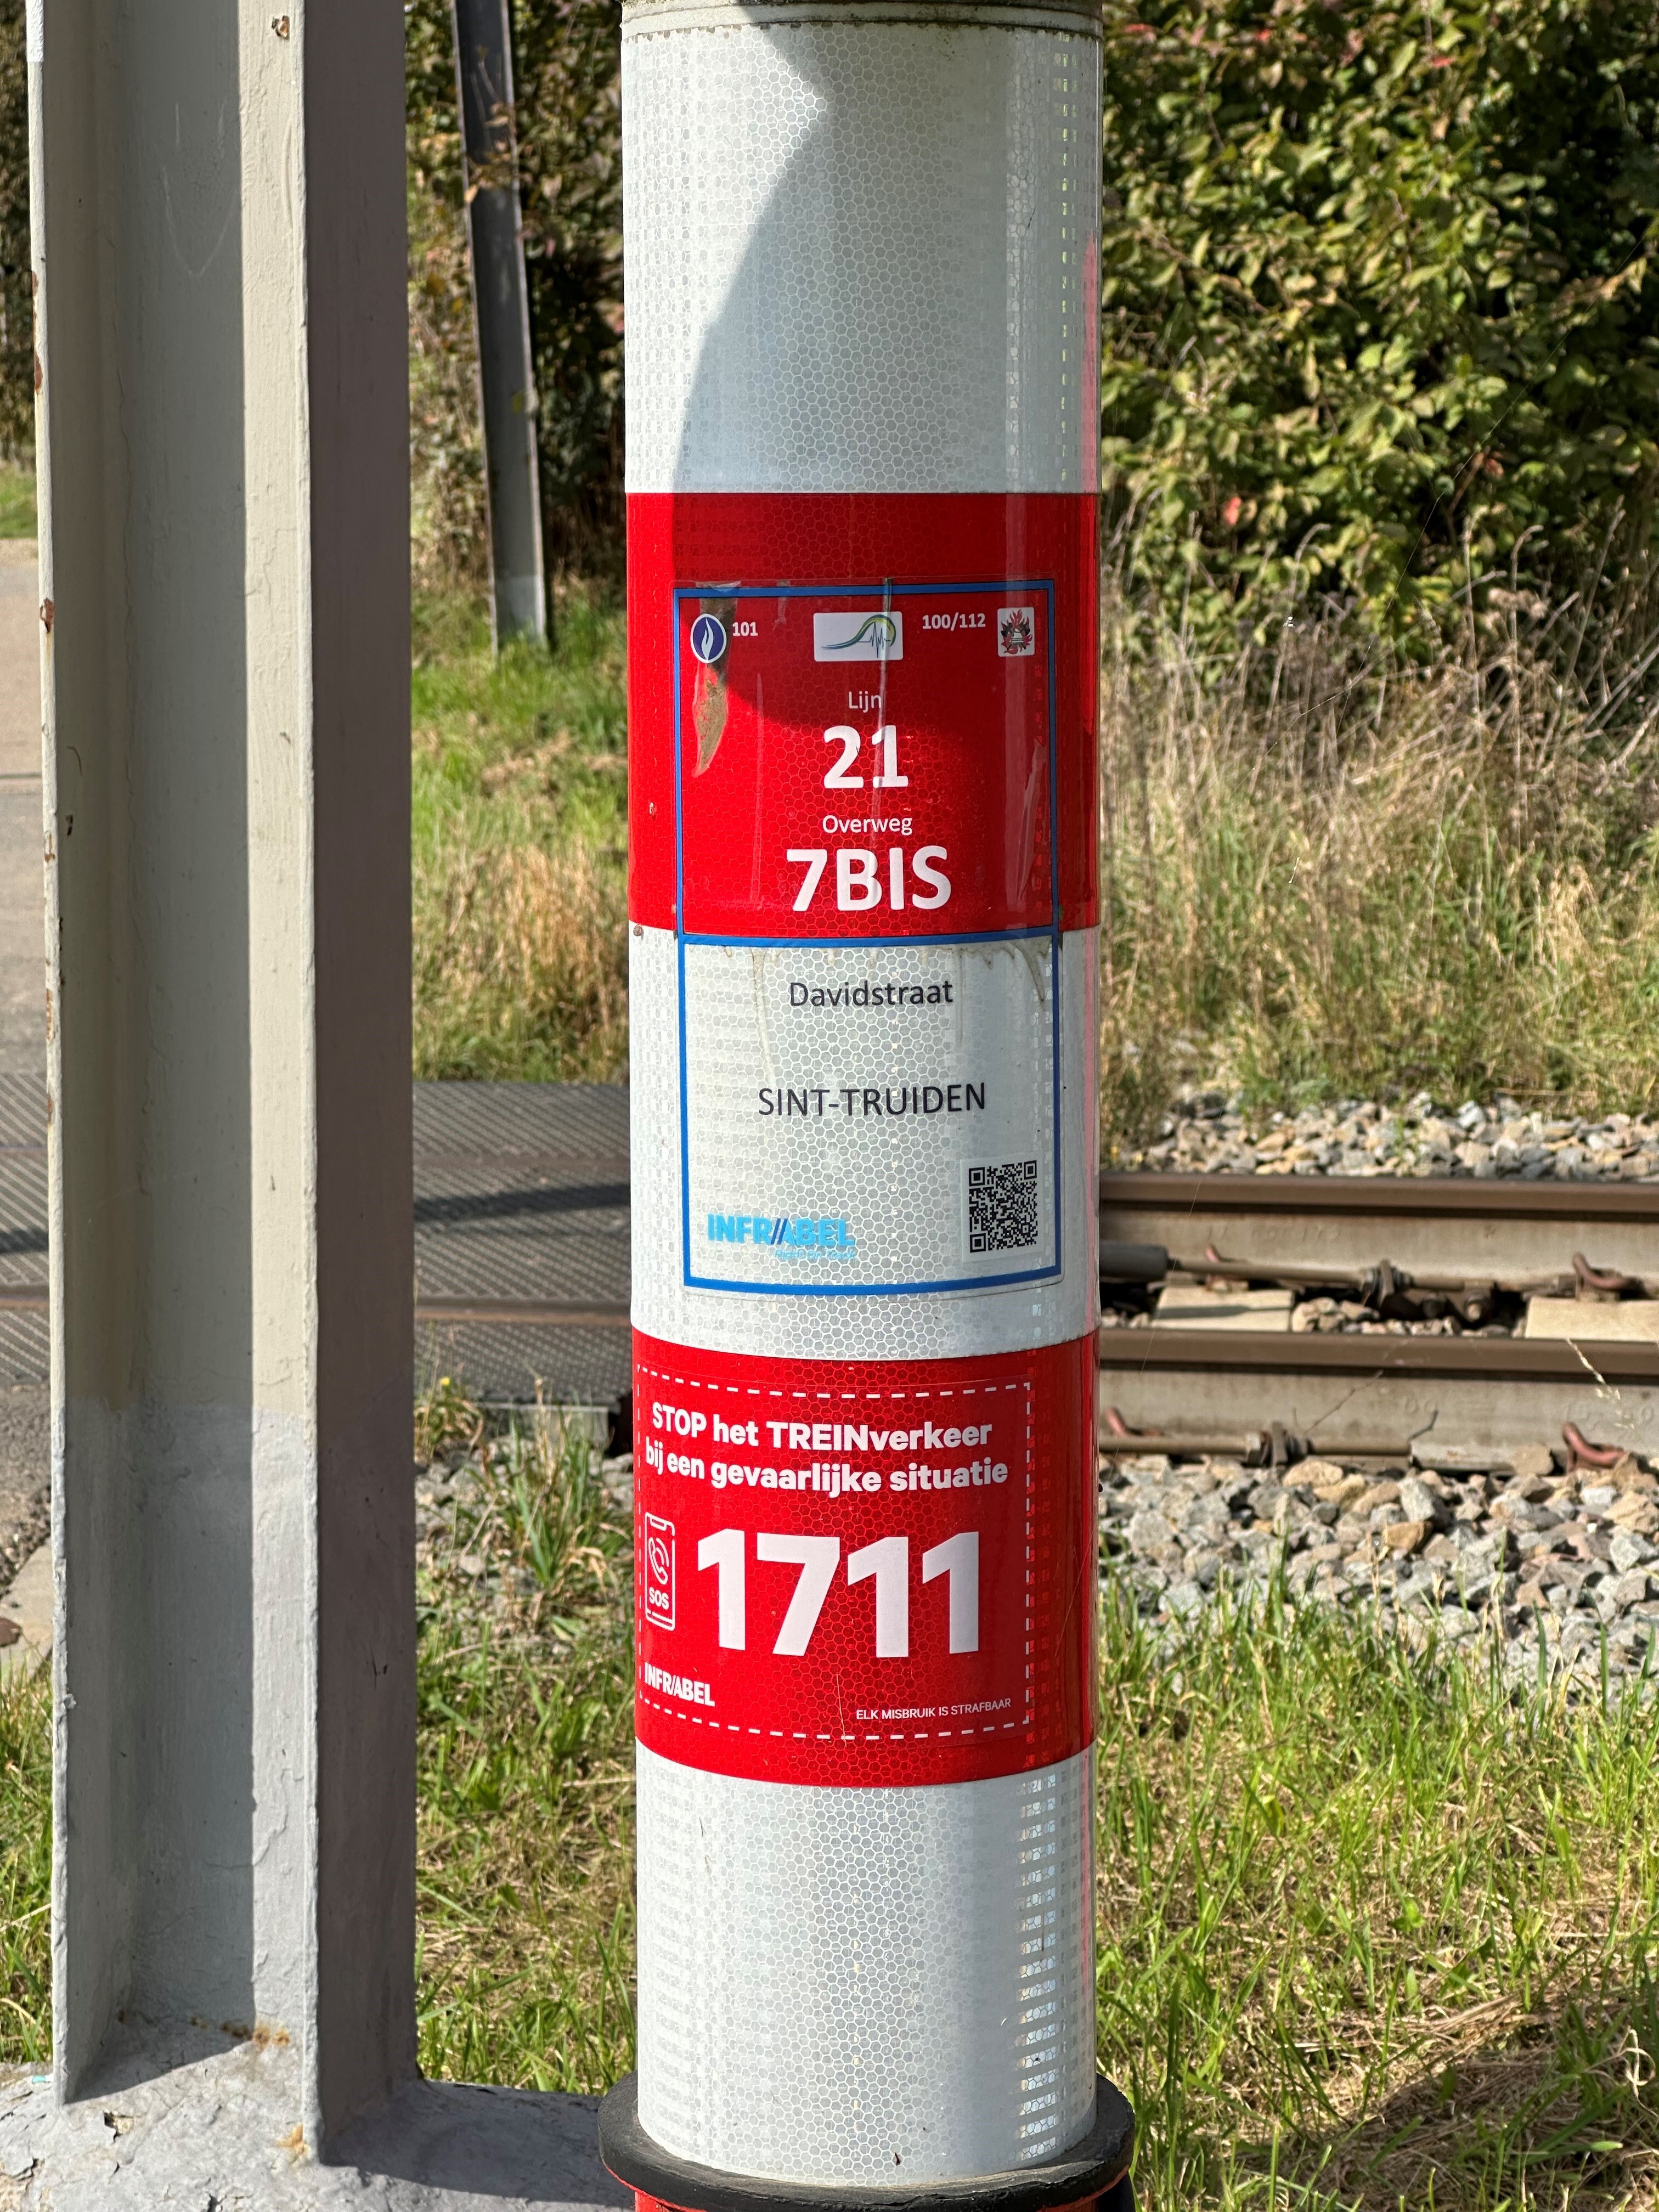 101
100/112
Lijn
21
Overweg
7BIS
Davidstraat
SINT-TRUIDEN
INFRABEL
STOP het TREINverkeer
bij een gevaarlijke situatie
SOS
1711
INFRABEL
ELK MISBRUIK IS STRAFBAAR